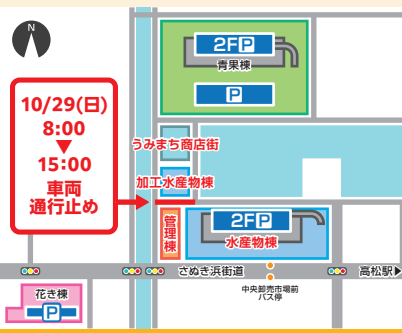 N
2F P
青果棟
P
10/29(日)
8:00
▼
15:00
車両
通行止め
うみまち商店街
加工水産物棟
管理棟
2F P
水産物棟
さぬき浜街道
高松駅▶
中央卸売市場前
バス停
花き棟
P